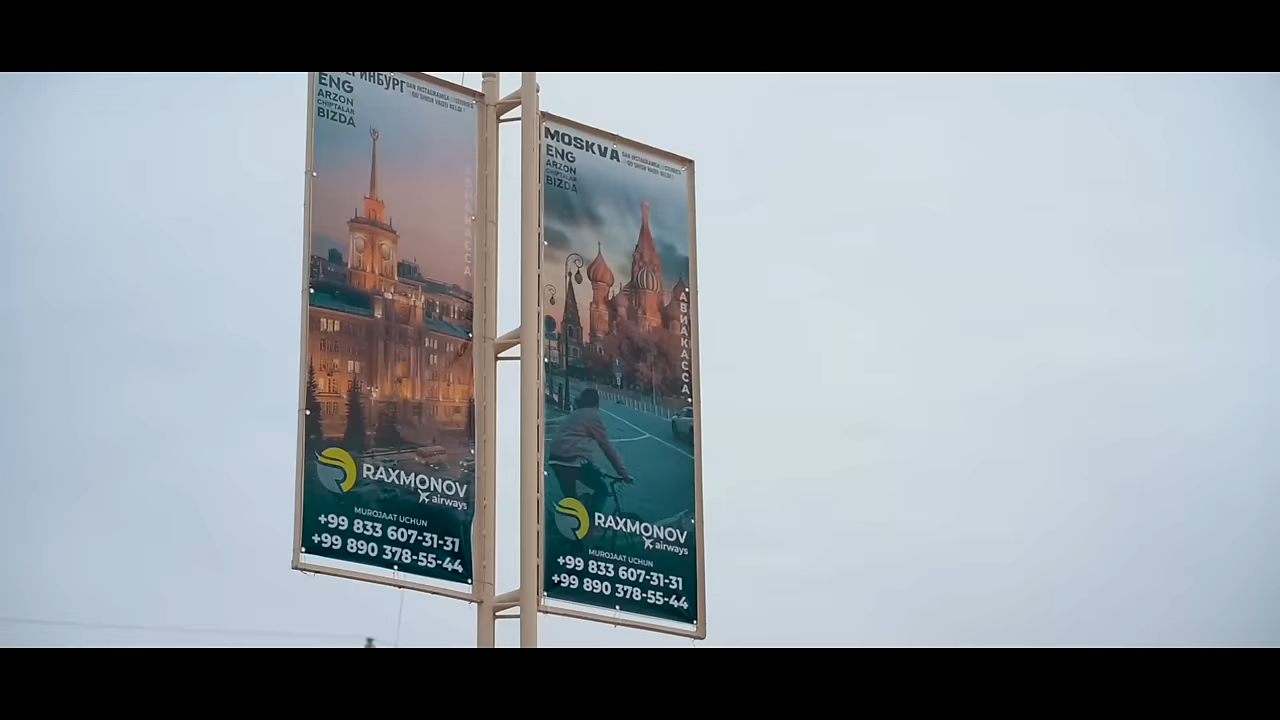 ЕРИНБУРГ
ENG
ARZON
CHIPTALAR
BIZDA
АВИАКАССА
RAXMONOV
airways
MUROJAAT UCHUN
+99 833 607-31-31
+99 890 378-55-44
MOSKVA
ENG
ARZON
CHIPTALAR
BIZDA
АВИАКАССА
RAXMONOV
airways
MUROJAAT UCHUN
+99 833 607-31-31
+99 890 378-55-44